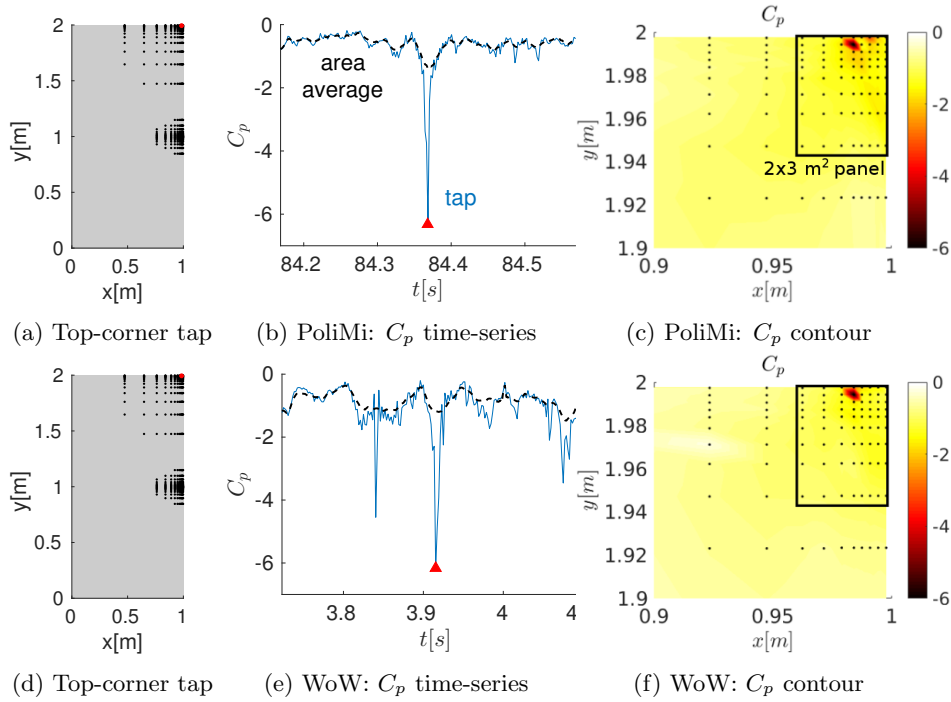 2
1.5
1
0.5
0
y[m]
0
0.5
1
x[m]
(a) Top-corner tap
0
-2
-4
-6
C_p
area
average
tap
84.2
84.3
84.4
84.5
t[s]
(b) PoliMi: C_p time-series
C_p
2
1.98
1.96
1.94
1.92
1.9
y[m]
2x3 m² panel
0.9
0.95
1
x[m]
0
-2
-4
-6
(c) PoliMi: C_p contour
2
1.5
1
0.5
0
y[m]
0
0.5
1
x[m]
(d) Top-corner tap
0
-2
-4
-6
C_p
3.8
3.9
4
4
t[s]
(e) WoW: C_p time-series
C_p
2
1.98
1.96
1.94
1.92
1.9
y[m]
0.9
0.95
1
x[m]
0
-2
-4
-6
(f) WoW: C_p contour